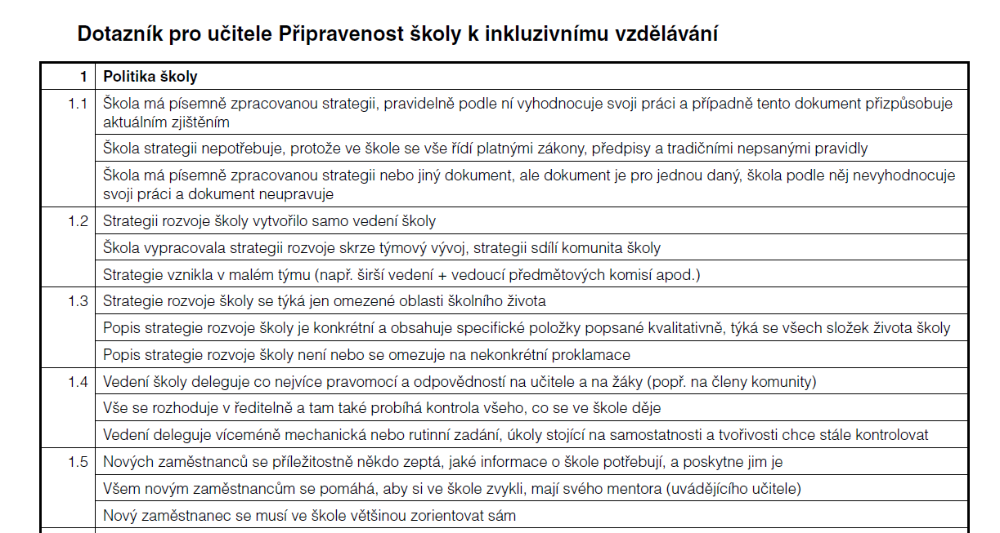 Dotazník pro učitele Připravenost školy k inkluzivnímu vzdělávání
1 Politika školy
1.1 Škola má písemně zpracovanou strategii, pravidelně podle ní vyhodnocuje svoji práci a případně tento dokument přizpůsobuje
aktuálním zjištěním
Škola strategii nepotřebuje, protože ve škole se vše řídí platnými zákony, předpisy a tradičními nepsanými pravidly
Škola má písemně zpracovanou strategii nebo jiný dokument, ale dokument je pro jednou daný, škola podle něj nevyhodnocuje
svoji práci a dokument neupravuje
1.2 Strategii rozvoje školy vytvořilo samo vedení školy
Škola vypracovala strategii rozvoje skrze týmový vývoj, strategii sdílí komunita školy
Strategie vznikla v malém týmu (např. širší vedení + vedoucí předmětových komisí apod.)
1.3 Strategie rozvoje školy se týká jen omezené oblasti školního života
Popis strategie rozvoje školy je konkrétní a obsahuje specifické položky popsané kvalitativně, týká se všech složek života školy
Popis strategie rozvoje školy není nebo se omezuje na nekonkrétní proklamace
1.4 Vedení školy deleguje co nejvíce pravomocí a odpovědností na učitele a na žáky (popř. na členy komunity)
Vše se rozhoduje v ředitelně a tam také probíhá kontrola všeho, co se ve škole děje
Vedení deleguje víceméně mechanická nebo rutinní zadání, úkoly stojící na samostatnosti a tvořivosti chce stále kontrolovat
1.5 Nových zaměstnanců se příležitostně někdo zeptá, jaké informace o škole potřebují, a poskytne jim je
Všem novým zaměstnancům se pomáhá, aby si ve škole zvykli, mají svého mentora (uvádějícího učitele)
Nový zaměstnanec se musí ve škole většinou zorientovat sám